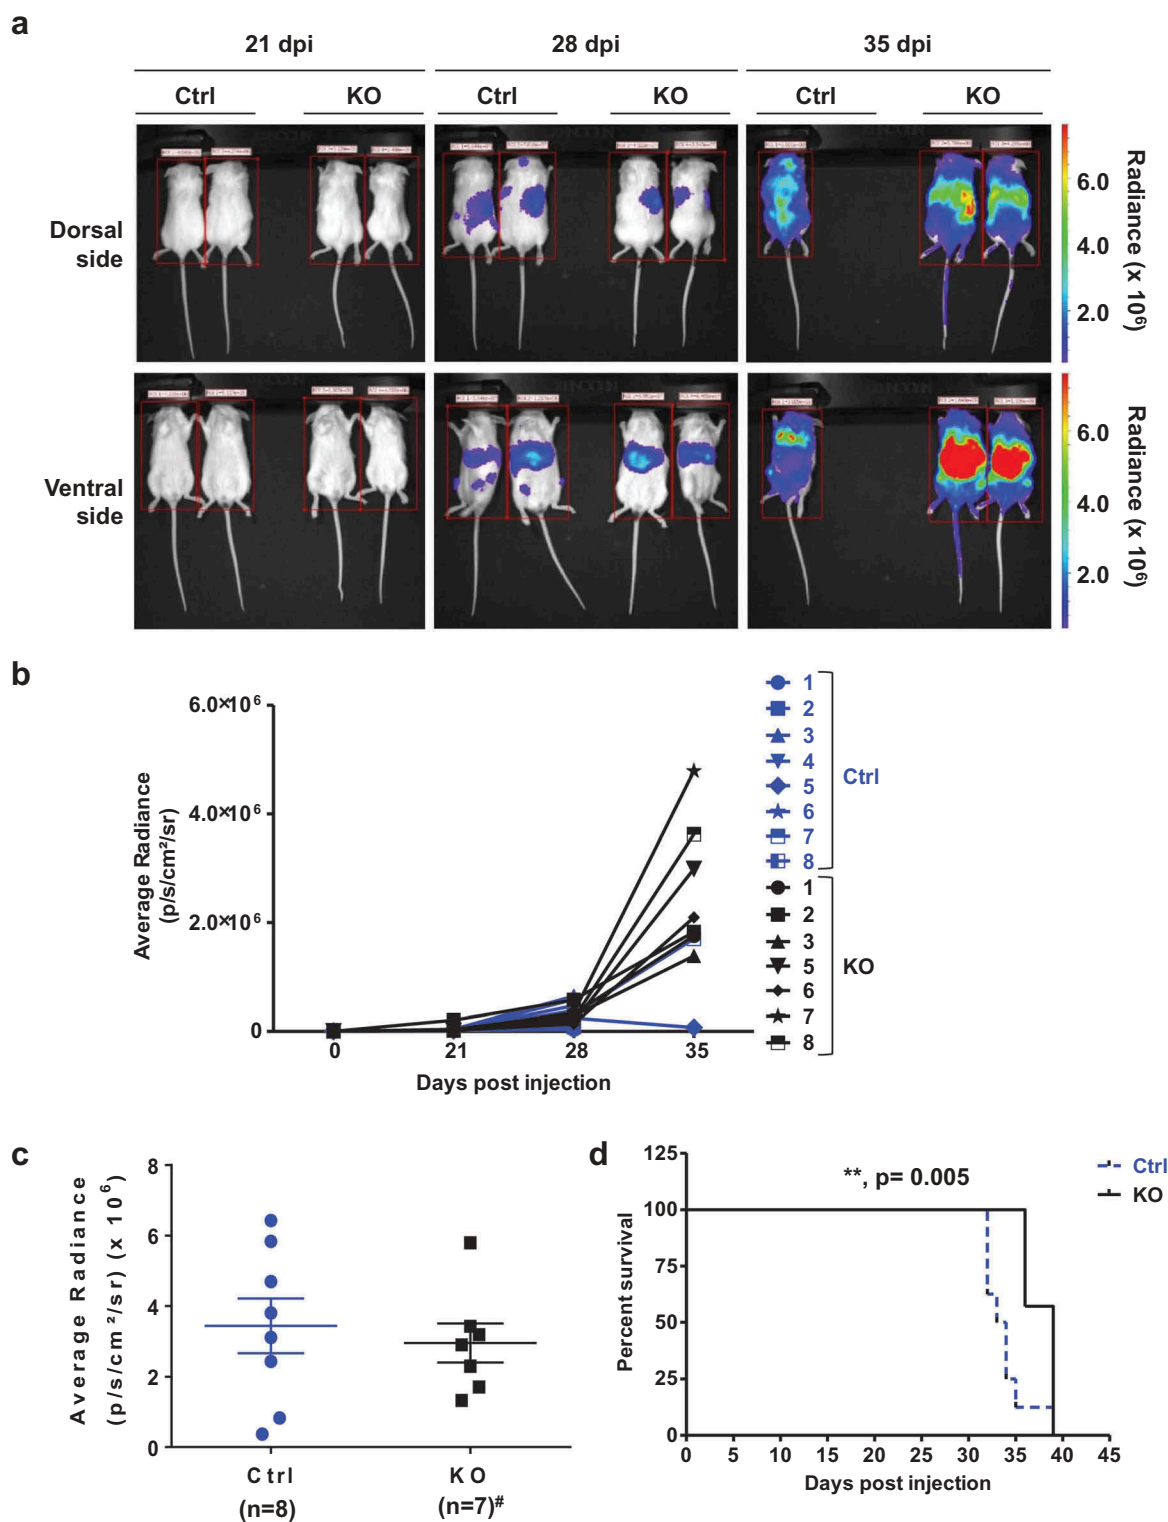 a
21 dpi 28 dpi 35 dpi
Ctrl KO Ctrl KO Ctrl KO
Dorsal side
6.0
4.0
2.0
Radiance (x 10⁶)
Ventral side
6.0
4.0
2.0
Radiance (x 10⁶)
b
Average Radiance
(p/s/cm²/sr)
6.0×10⁶
4.0×10⁶
2.0×10⁶
0
0 21 28 35
Days post injection
1
2
3
4
5
6
7
8
Ctrl
1
2
3
5
6
7
8
KO
c
Average Radiance
(p/s/cm²/sr) (x 10⁶)
8
6
4
2
0
Ctrl KO
(n=8) (n=7)#
d
Percent survival
125
100
75
50
25
0
**, p= 0.005
Ctrl
KO
0 5 10 15 20 25 30 35 40 45
Days post injection